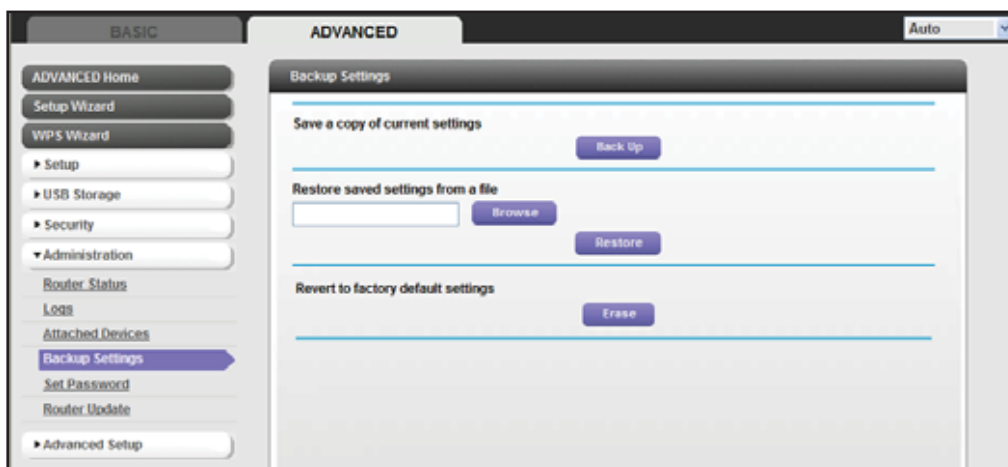 BASIC
ADVANCED
Auto
ADVANCED Home
Setup Wizard
WPS Wizard
Setup
USB Storage
Security
Administration
Router Status
Logs
Attached Devices
Backup Settings
Set Password
Router Update
Advanced Setup
Backup Settings
Save a copy of current settings
Back Up
Restore saved settings from a file
Browse
Restore
Revert to factory default settings
Erase